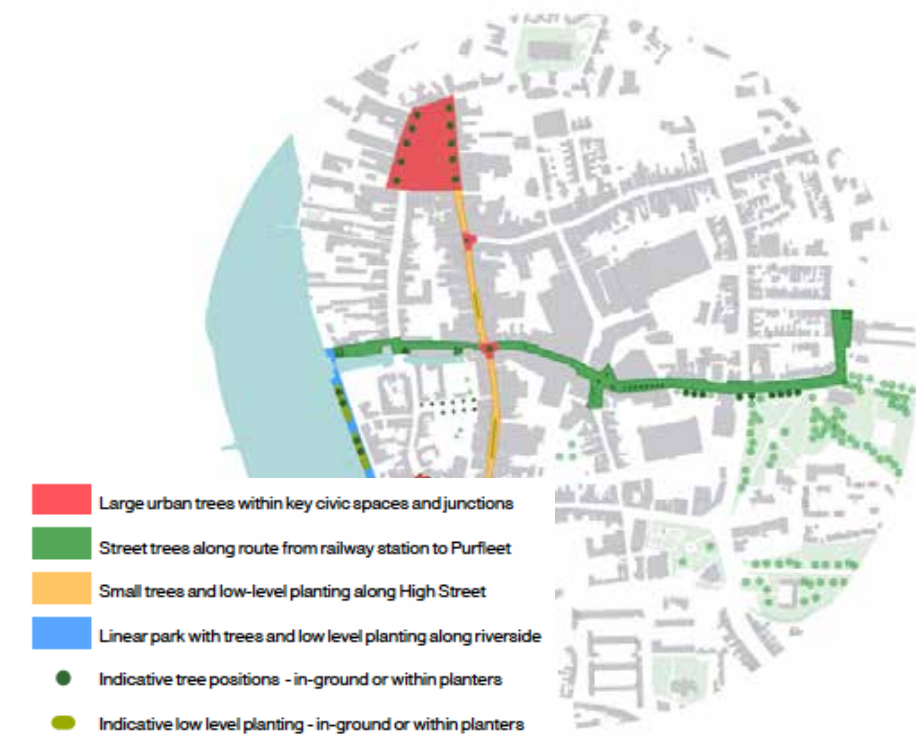 Large urban trees within key civic spaces and junctions
Street trees along route from railway station to Purfleet
Small trees and low-level planting along High Street
Linear park with trees and low level planting along riverside
Indicative tree positions - in-ground or within planters
Indicative low level planting - in-ground or within planters